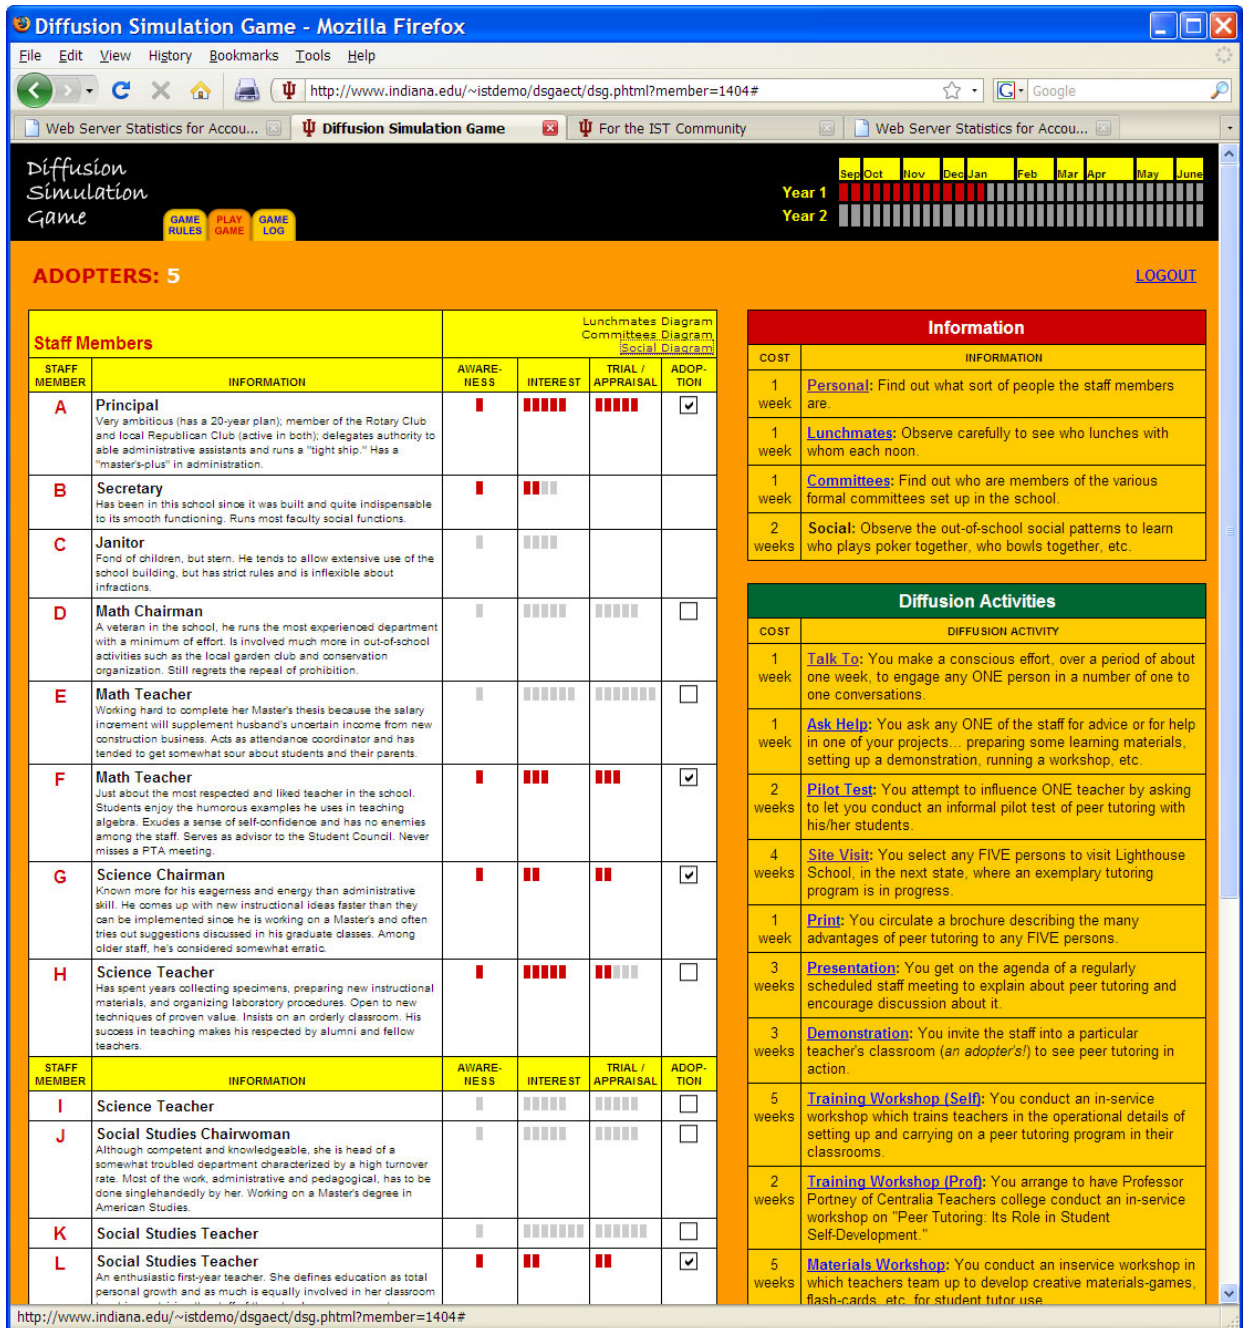 Diffusion Simulation Game - Mozilla Firefox
File Edit View History Bookmarks Tools Help
http://www.indiana.edu/~istdemo/dsgaect/dsg.phtml?member=1404#
Google
Web Server Statistics for Accou...
Diffusion Simulation Game
For the IST Community
Web Server Statistics for Accou...
Diffusion
Simulation
Game
GAME RULES
PLAY GAME
GAME LOG
Sep Oct Nov Dec Jan Feb Mar Apr May June
Year 1
Year 2
ADOPTERS: 5
LOGOUT
Staff Members
Lunchmates Diagram
Committees Diagram
Social Diagram
STAFF MEMBER INFORMATION AWARE-NESS INTEREST TRIAL / APPRAISAL ADOP-TION
A Principal
Very ambitious (has a 20-year plan); member of the Rotary Club
and local Republican Club (active in both); delegates authority to
able administrative assistants and runs a "tight ship." Has a
"master's-plus" in administration.
B Secretary
Has been in this school since it was built and quite indispensable
to its smooth functioning. Runs most faculty social functions.
C Janitor
Fond of children, but stern. He tends to allow extensive use of the
school building, but has strict rules and is inflexible about
infractions.
D Math Chairman
A veteran in the school, he runs the most experienced department
with a minimum of effort. Is involved much more in out-of-school
activities such as the local garden club and conservation
organization. Still regrets the repeal of prohibition.
E Math Teacher
Working hard to complete her Master's thesis because the salary
increment will supplement husband's uncertain income from new
construction business. Acts as attendance coordinator and has
tended to get somewhat sour about students and their parents.
F Math Teacher
Just about the most respected and liked teacher in the school.
Students enjoy the humorous examples he uses in teaching
algebra. Exudes a sense of self-confidence and has no enemies
among the staff. Serves as advisor to the Student Council. Never
misses a PTA meeting.
G Science Chairman
Known more for his eagerness and energy than administrative
skill. He comes up with new instructional ideas faster than they
can be implemented since he is working on a Master's and often
tries out suggestions discussed in his graduate classes. Among
older staff, he's considered somewhat erratic.
H Science Teacher
Has spent years collecting specimens, preparing new instructional
materials, and organizing laboratory procedures. Open to new
techniques of proven value. Insists on an orderly classroom. His
success in teaching makes his respected by alumni and fellow
teachers.
STAFF MEMBER INFORMATION AWARE-NESS INTEREST TRIAL / APPRAISAL ADOP-TION
I Science Teacher
J Social Studies Chairwoman
Although competent and knowledgeable, she is head of a
somewhat troubled department characterized by a high turnover
rate. Most of the work, administrative and pedagogical, has to be
done singlehandedly by her. Working on a Master's degree in
American Studies.
K Social Studies Teacher
L Social Studies Teacher
An enthusiastic first-year teacher. She defines education as total
personal growth and as much is equally involved in her classroom
Information
COST INFORMATION
1 week Personal: Find out what sort of people the staff members
are.
1 week Lunchmates: Observe carefully to see who lunches with
whom each noon.
1 week Committees: Find out who are members of the various
formal committees set up in the school.
2 weeks Social: Observe the out-of-school social patterns to learn
who plays poker together, who bowls together, etc.
Diffusion Activities
COST DIFFUSION ACTIVITY
1 week Talk To: You make a conscious effort, over a period of about
one week, to engage any ONE person in a number of one to
one conversations.
1 week Ask Help: You ask any ONE of the staff for advice or for help
in one of your projects... preparing some learning materials,
setting up a demonstration, running a workshop, etc.
2 weeks Pilot Test: You attempt to influence ONE teacher by asking
to let you conduct an informal pilot test of peer tutoring with
his/her students.
4 weeks Site Visit: You select any FIVE persons to visit Lighthouse
School, in the next state, where an exemplary tutoring
program is in progress.
1 week Print: You circulate a brochure describing the many
advantages of peer tutoring to any FIVE persons.
3 weeks Presentation: You get on the agenda of a regularly
scheduled staff meeting to explain about peer tutoring and
encourage discussion about it.
3 weeks Demonstration: You invite the staff into a particular
teacher's classroom (an adopter's!) to see peer tutoring in
action.
5 weeks Training Workshop (Self): You conduct an in-service
workshop which trains teachers in the operational details of
setting up and carrying on a peer tutoring program in their
classrooms.
2 weeks Training Workshop (Prof): You arrange to have Professor
Portney of Centralia Teachers college conduct an in-service
workshop on "Peer Tutoring: Its Role in Student
Self-Development."
5 weeks Materials Workshop: You conduct an inservice workshop in
which teachers team up to develop creative materials-games,
flash-cards, etc. for student tutor use.
http://www.indiana.edu/~istdemo/dsgaect/dsg.phtml?member=1404#